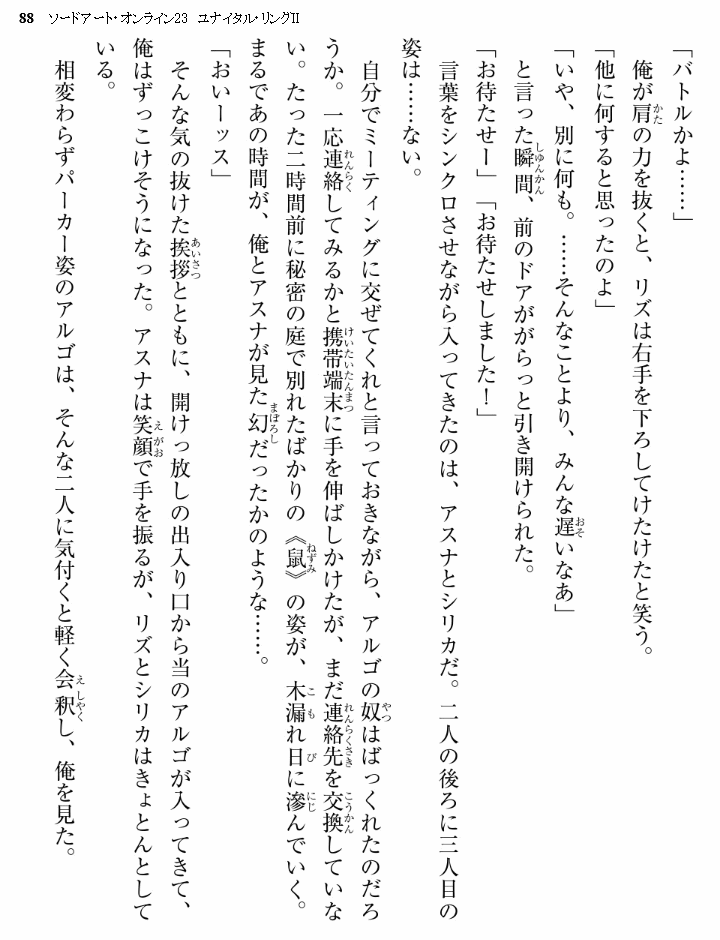 88 ソードアート・オンライン23 ユナイタル・リングII
「バトルかよ……」
俺が肩の力を抜くと、リズは右手を下ろしてけたけたと笑う。
「他に何すると思ったのよ」
「いや、別に何も。……そんなことより、みんな遅いなあ」
と言った瞬間、前のドアががらっと引き開けられた。
「お待たせー」「お待たせしました！」
言葉をシンクロさせながら入ってきたのは、アスナとシリカだ。二人の後ろに三人目の
姿は……ない。
自分でミーティングに交ぜてくれと言っておきながら、アルゴの奴はばっくれたのだろ
うか。一応連絡してみるかと携帯端末に手を伸ばしかけたが、まだ連絡先を交換していな
い。たった二時間前に秘密の庭で別れたばかりの《鼠》の姿が、木漏れ日に滲んでいく。
まるであの時間が、俺とアスナが見た幻だったかのような……。
「おいーッス」
そんな気の抜けた挨拶とともに、開けっ放しの出入り口から当のアルゴが入ってきて、
俺はずっこけそうになった。アスナは笑顔で手を振るが、リズとシリカはきょとんとして
いる。
相変わらずパーカー姿のアルゴは、そんな二人に気付くと軽く会釈し、俺を見た。